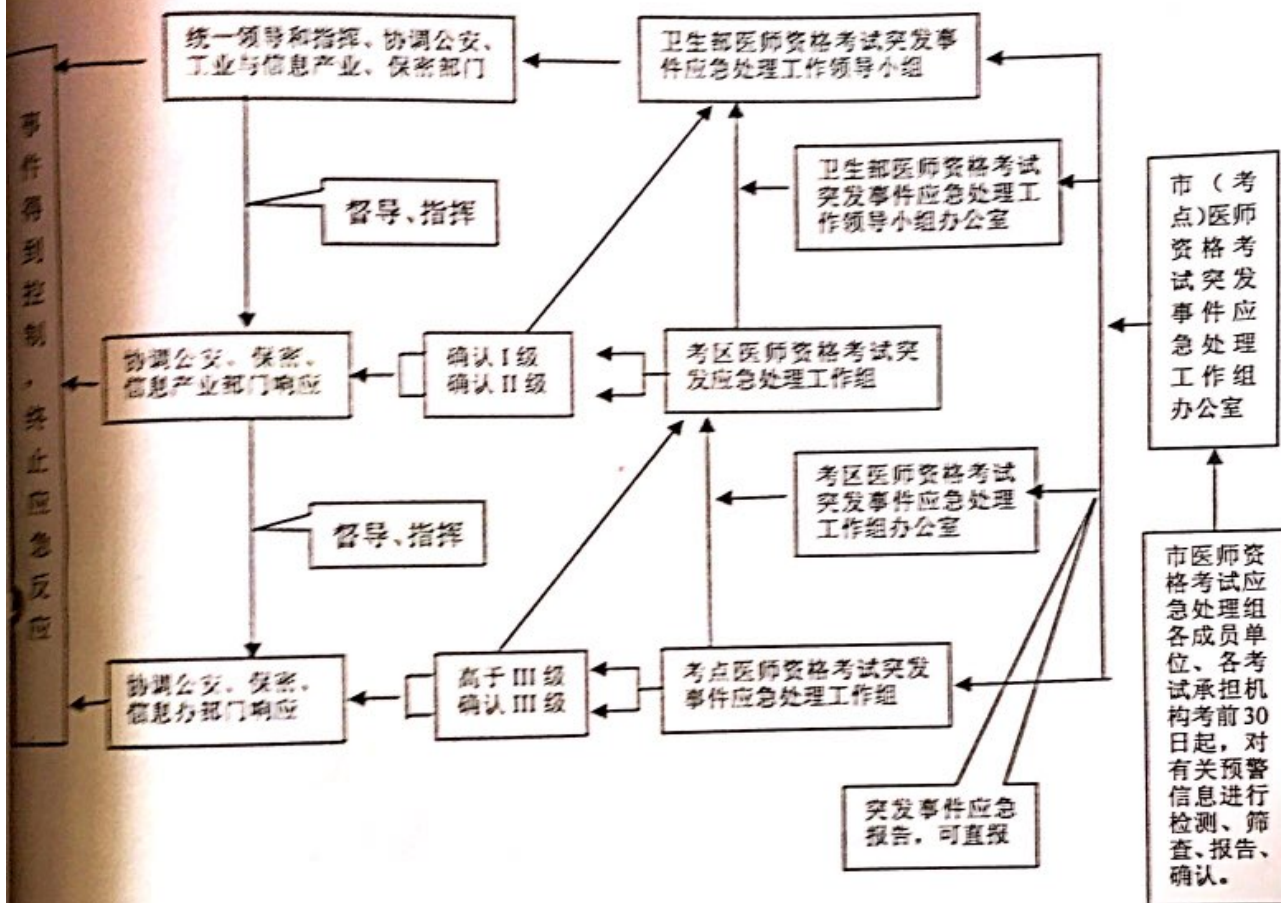 统一领导和指挥、协调公安、
工业与信息产业、保密部门
卫生部医师资格考试突发事
件应急处理工作领导小组
卫生部医师资格考试
突发事件应急处理工
作领导小组办公室
督导、指挥
市（考
点)医师
资格考
试突发
事件应
急处理
工作组
办公室
事件得到控制，终止应急反应
协调公安、保密、
信息产业部门响应
确认I级
确认II级
考区医师资格考试突
发应急处理工作组
考区医师资格考试
突发事件应急处理
工作组办公室
督导、指挥
市医师资
格考试应
急处理组
各成员单
位、各考
试承担机
构考前30
日起，对
有关预警
信息进行
检测、筛
查、报告、
确认。
协调公安、保密、
信息办部门响应
高于III级
确认III级
考点医师资格考试突发
事件应急处理工作组
突发事件应急
报告，可直报